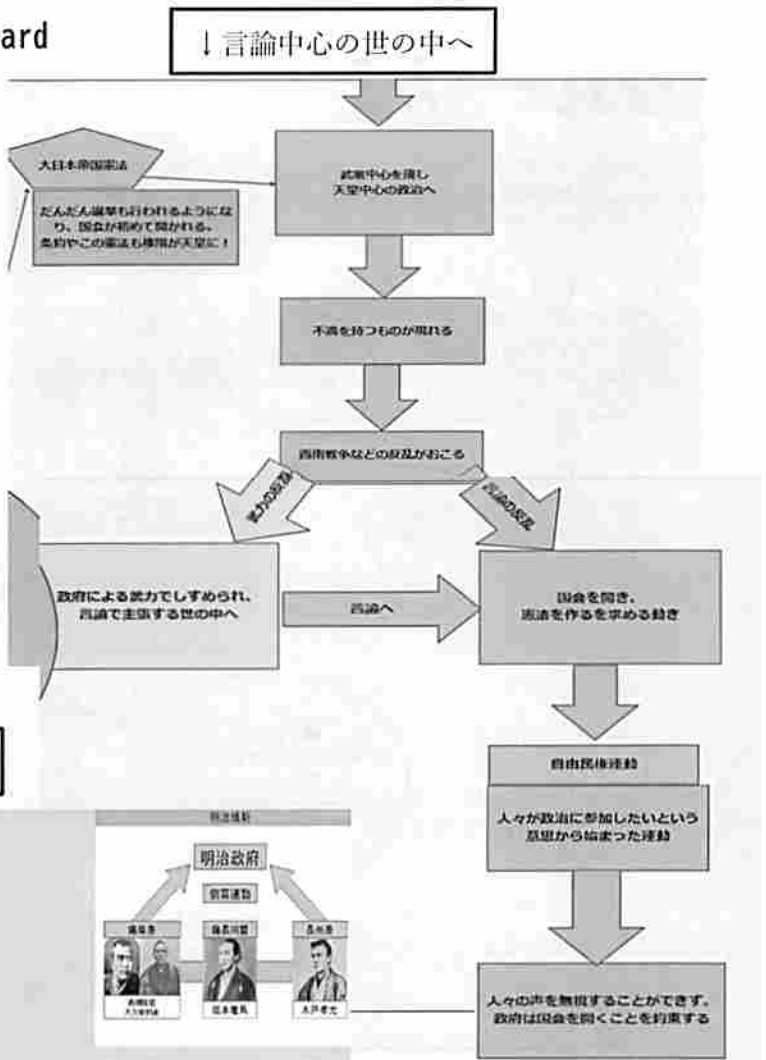 ard
↓言論中心の世の中へ
大日本帝国憲法
だんだん選挙も行われるようにな
り、国会が初めて開かれる。
条約やこの憲法も権限が天皇に！
武家中心を潰し
天皇中心の政治へ
不満を持つものが現れる
西南戦争などの反乱がおこる
武力の反乱
言論の反乱
政府による武力でしずめられ、
言論で主張する世の中へ
言論へ
国会を開き、
憲法を作るを求める動き
自由民権運動
人々が政治に参加したいという
意思から始まった運動
人々の声を無視することができず、
政府は国会を開くことを約束する
明治維新
明治政府
倒幕運動
薩摩藩
薩長同盟
長州藩
坂本龍馬
木戸孝允